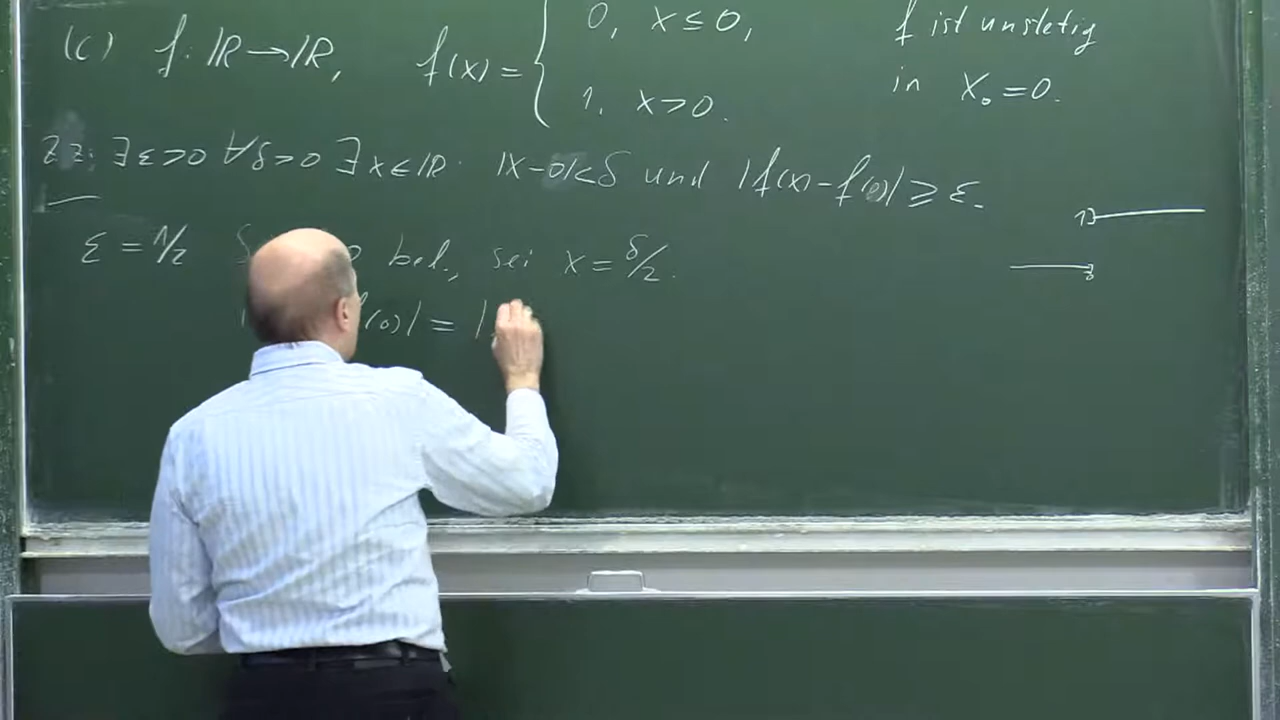 (c) f: ℝ → ℝ, f(x) = { 0, x ≤ 0, f ist unstetig
1, x > 0. in x₀ = 0.
ZZ: ∃ ε > 0 ∀ δ > 0 ∃ x ∈ ℝ: |x - 0| < δ und |f(x) - f(0)| ≥ ε.
1
ε = 1/2 bel., sei x = δ/2.
f(0)| = |